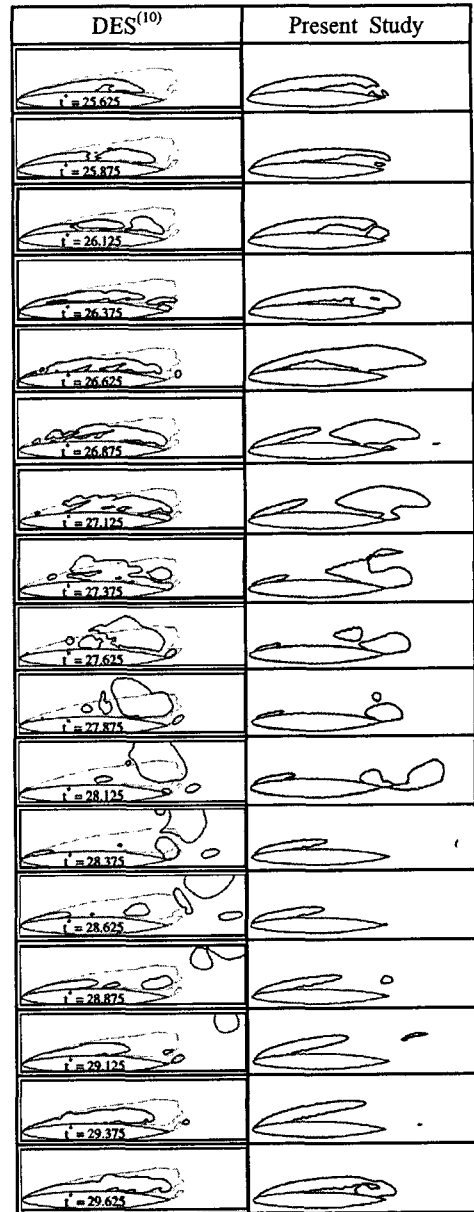 DES(10) Present Study
t* = 25.625
t* = 25.875
t* = 26.125
t* = 26.375
t* = 26.625
t* = 26.875
t* = 27.125
t* = 27.375
t* = 27.625
t* = 27.875
t* = 28.125
t* = 28.375
t* = 28.625
t* = 28.875
t* = 29.125
t* = 29.375
t* = 29.625